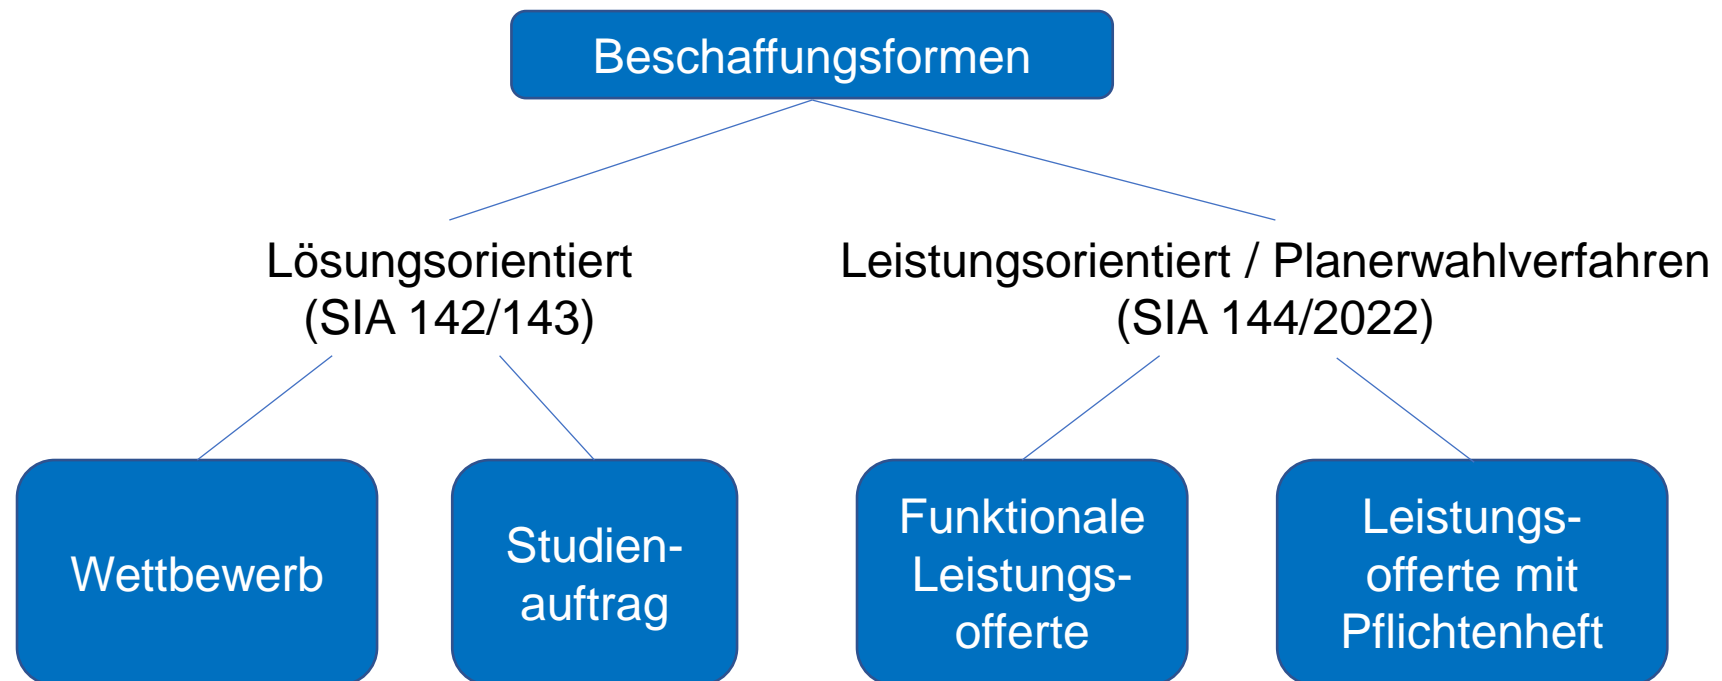 Beschaffungsformen
Lösungsorientiert
(SIA 142/143)
Leistungsorientiert / Planerwahlverfahren
(SIA 144/2022)
Wettbewerb
Studien-
auftrag
Funktionale
Leistungs-
offerte
Leistungs-
offerte mit
Pflichtenheft